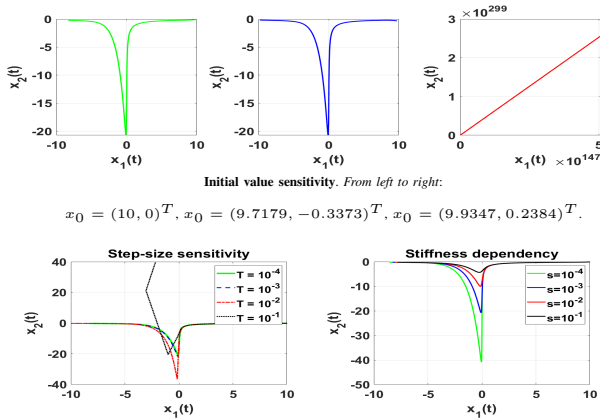 0
-5
-10
-15
-20
x₂(t)
-10 0 10
x₁(t)
0
-5
-10
-15
-20
x₂(t)
-10 0 10
x₁(t)
3 ×10²⁹⁹
2
1
0
x₂(t)
0 5
x₁(t) ×10¹⁴⁷
Initial value sensitivity. From left to right:
x₀ = (10, 0)ᵀ, x₀ = (9.7179, −0.3373)ᵀ, x₀ = (9.9347, 0.2384)ᵀ.
Step-size sensitivity
40
20
0
-20
-40
x₂(t)
T = 10⁻⁴
T = 10⁻³
T = 10⁻²
T = 10⁻¹
-10 -5 0 5 10
x₁(t)
Stiffness dependency
0
-10
-20
-30
-40
-50
x₂(t)
s=10⁻⁴
s=10⁻³
s=10⁻²
s=10⁻¹
-10 -5 0 5 10
x₁(t)